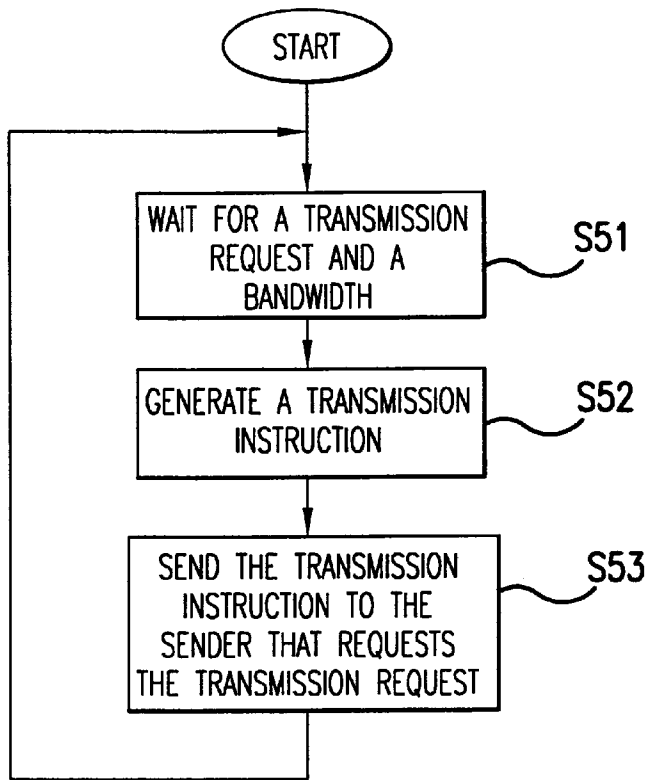 START
WAIT FOR A TRANSMISSION
REQUEST AND A
BANDWIDTH
S51
GENERATE A TRANSMISSION
INSTRUCTION
S52
SEND THE TRANSMISSION
INSTRUCTION TO THE
SENDER THAT REQUESTS
THE TRANSMISSION REQUEST
S53